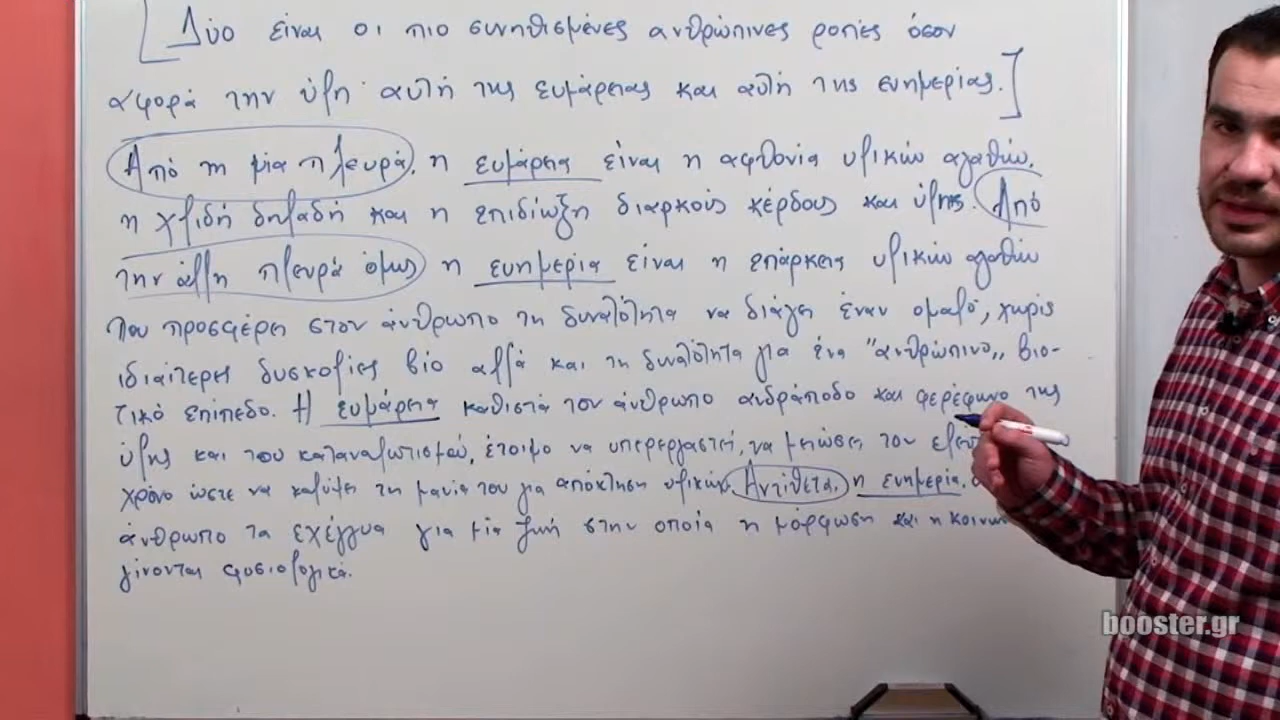 Δύο είναι οι πιο συνηθισμένες ανθρώπινες ροπές όσον
αφορά την ύλη: αυτή της ευμάρειας και αυτή της ευημερίας.
Από τη μία πλευρά, η ευμάρεια είναι η αφθονία υλικών αγαθών,
η χλιδή δηλαδή και η επιδίωξη διαρκούς κέρδους και ύλης. Από
την άλλη πλευρά όμως η ευημερία είναι η επάρκεια υλικών αγαθών
που προσφέρει στον άνθρωπο τη δυνατότητα να διάγει έναν ομαλό, χωρίς
ιδιαίτερες δυσκολίες βίο αλλά και τη δυνατότητα για ένα "ανθρώπινο" βιο-
τικό επίπεδο. Η ευμάρεια καθιστά τον άνθρωπο ανδράποδο και φερέφωνο της
ύλης και του καταναλωτισμού, έτοιμο να υπερεργαστεί, να μειώσει τον
χρόνο ώστε να καλύψει τη μανία του για απόκτηση υλικών. Αντίθετα, η ευημερία,
άνθρωπο τα εχέγγυα για μία ζωή στην οποία η μόρφωση και η
γίνονται φυσιολογικά.
booster.gr